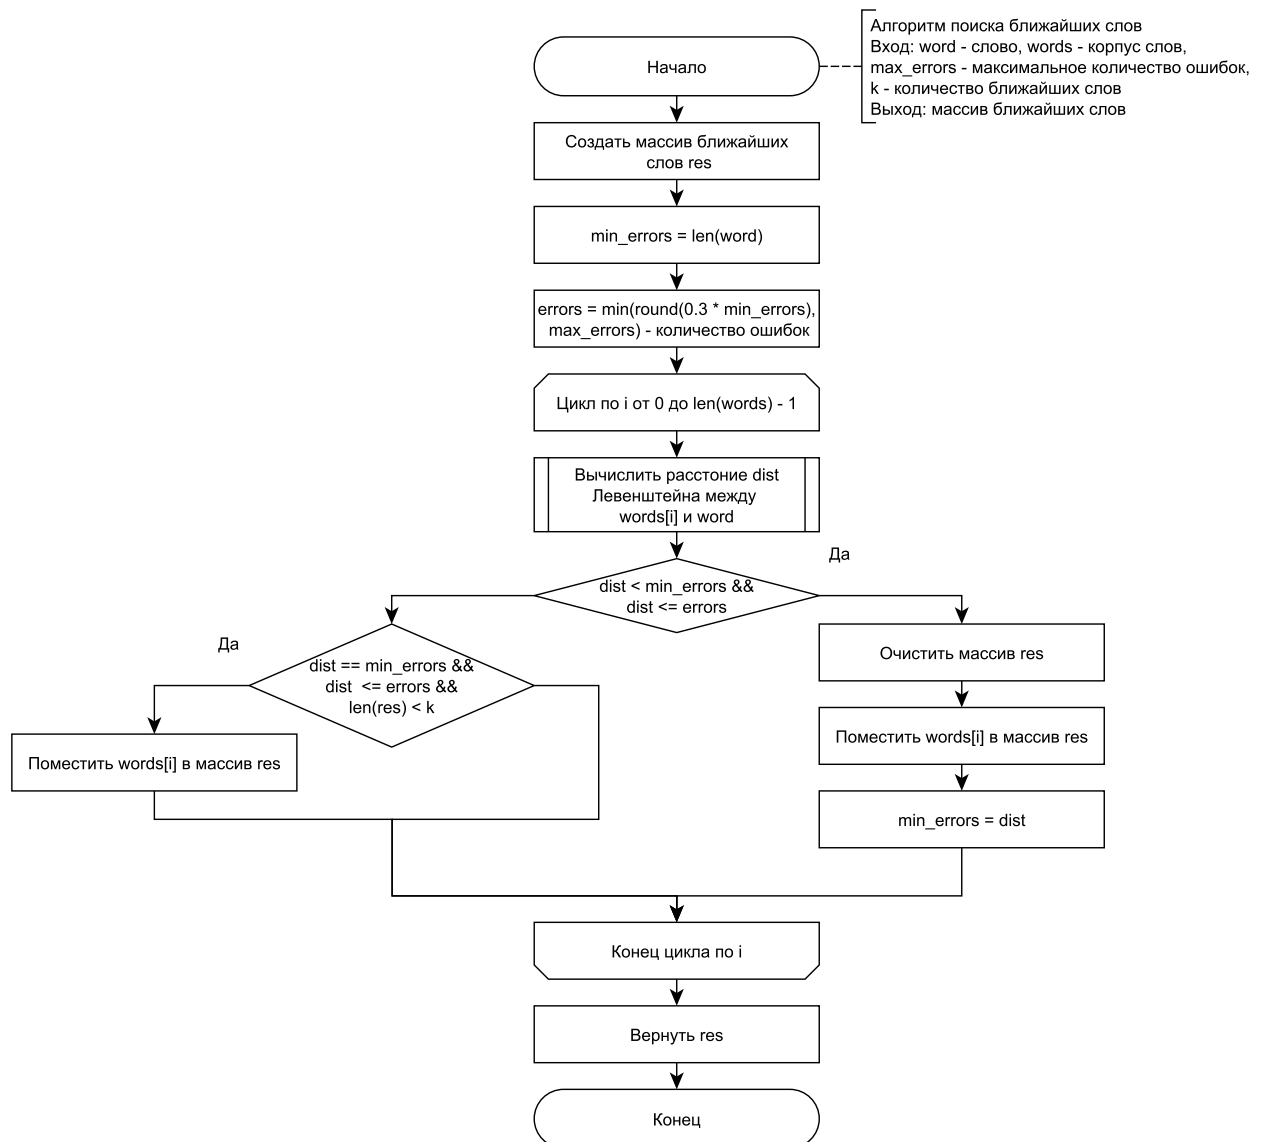 Начало
Алгоритм поиска ближайших слов
Вход: word - слово, words - корпус слов,
max_errors - максимальное количество ошибок,
k - количество ближайших слов
Выход: массив ближайших слов
Создать массив ближайших
слов res
min_errors = len(word)
errors = min(round(0.3 * min_errors),
max_errors) - количество ошибок
Цикл по i от 0 до len(words) - 1
Вычислить расстоние dist
Левенштейна между
words[i] и word
Да
dist < min_errors &&
dist <= errors
Да
dist == min_errors &&
dist <= errors &&
len(res) < k
Поместить words[i] в массив res
Очистить массив res
Поместить words[i] в массив res
min_errors = dist
Конец цикла по i
Вернуть res
Конец